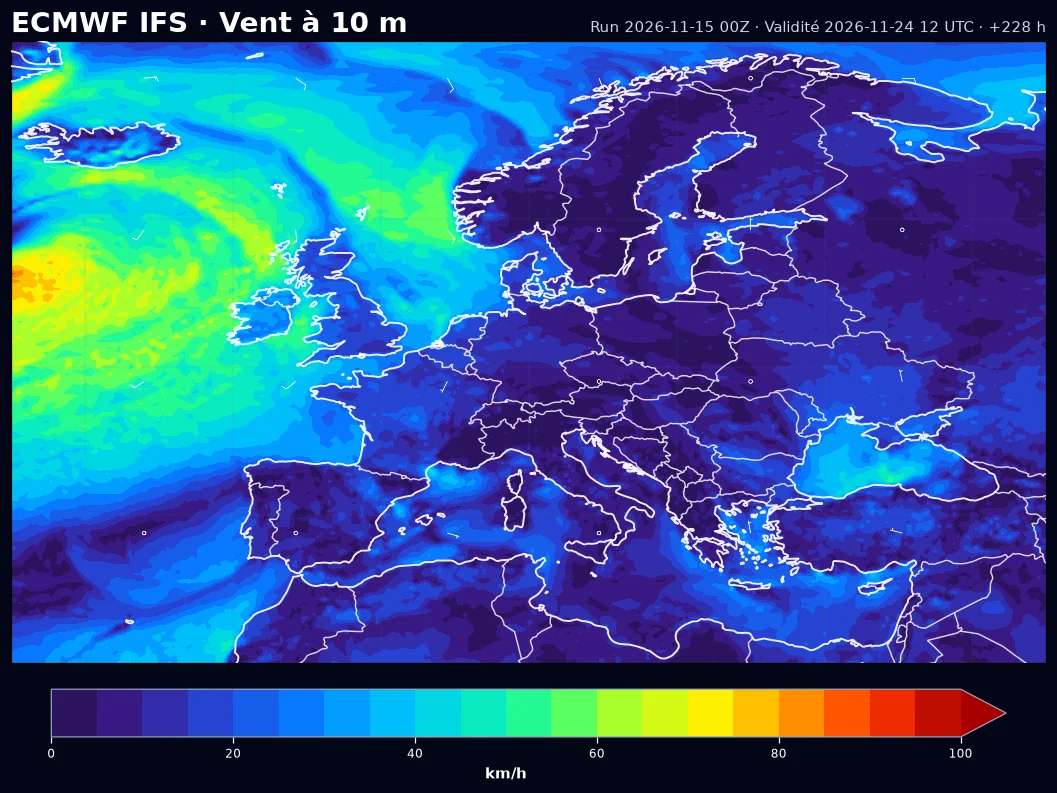 ECMWF IFS · Vent à 10 m
Run 2026-11-15 00Z · Validité 2026-11-24 12 UTC · +228 h
0 20 40 60 80 100
km/h